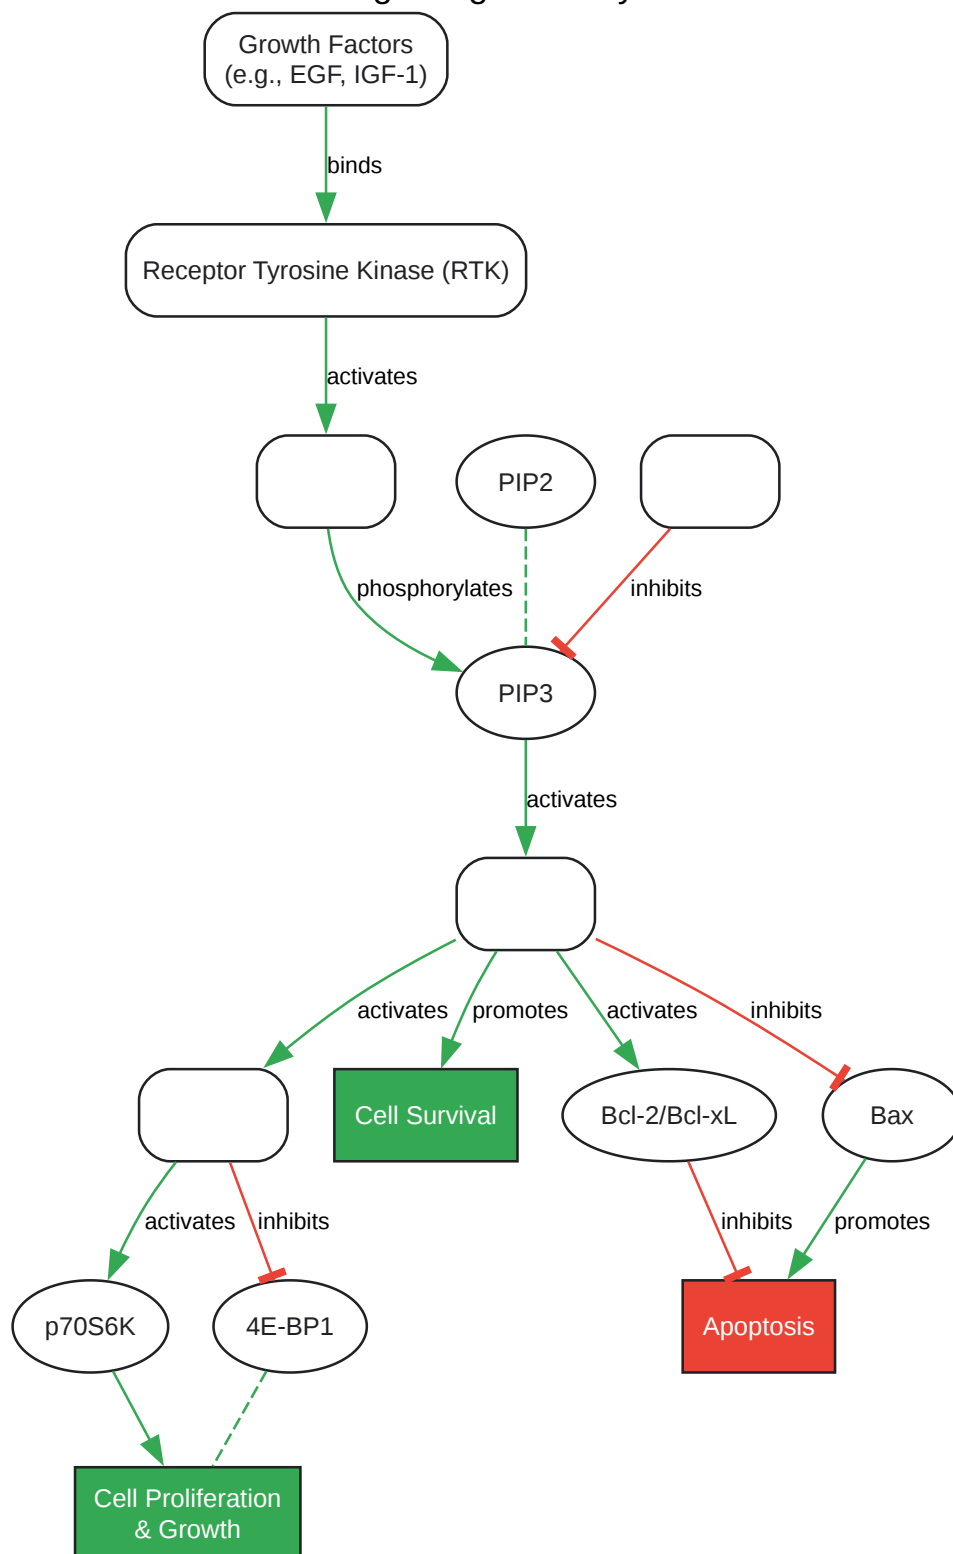 Growth Factors
(e.g., EGF, IGF-1)
binds
Receptor Tyrosine Kinase (RTK)
activates
PIP2
phosphorylates
inhibits
PIP3
activates
activates
promotes
activates
inhibits
Cell Survival
Bcl-2/Bcl-xL
Bax
activates
inhibits
inhibits
promotes
p70S6K
4E-BP1
Apoptosis
Cell Proliferation
& Growth